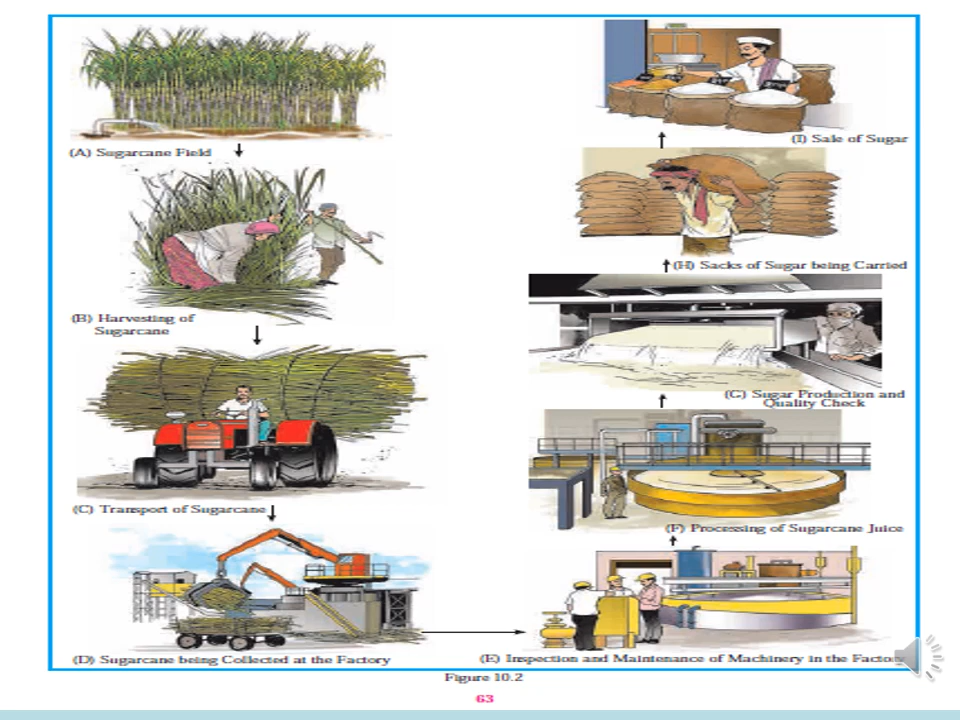 (A) Sugarcane Field
(B) Harvesting of
Sugarcane
(C) Transport of Sugarcane
(D) Sugarcane being Collected at the Factory
(E) Inspection and Maintenance of Machinery in the Factory
(F) Processing of Sugarcane Juice
(G) Sugar Production and
Quality Check
(H) Sacks of Sugar being Carried
(I) Sale of Sugar
Figure 10.2
63